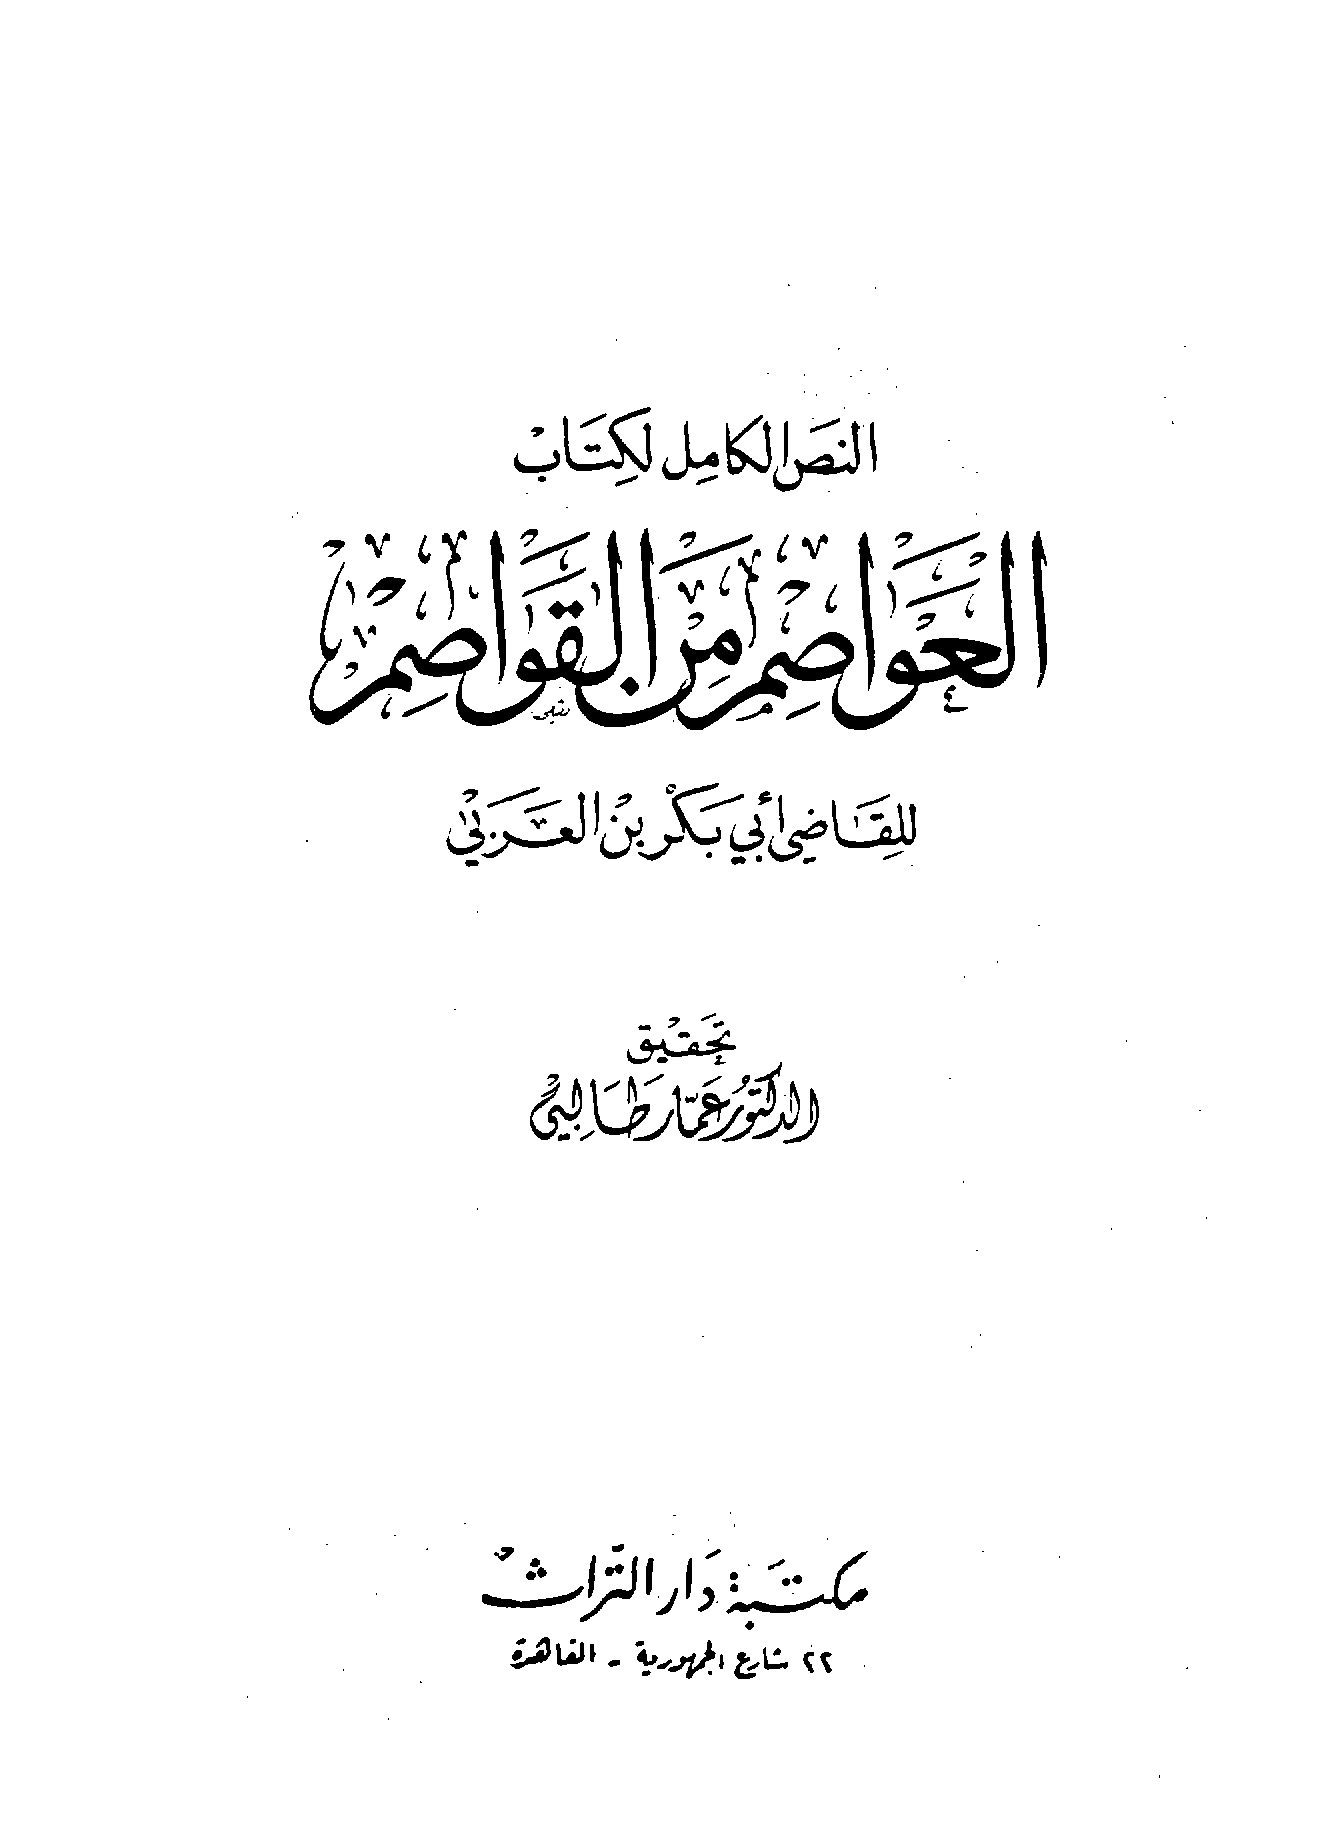 النص الكامل لكتاب
العواصم من القواصم
للقاضي أبي بكر بن العربي
تحقيق
الدكتور عمار طالبي
مكتبة دار التراث
٢٢ شارع الجمهورية - القاهرة